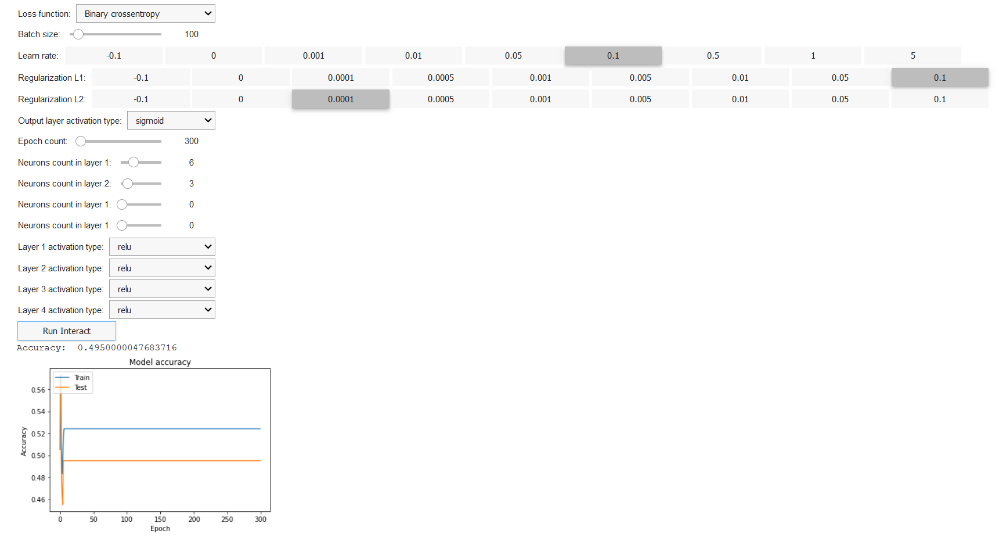 Loss function: Binary crossentropy
Batch size: 100
Learn rate: -0.1 0 0.001 0.01 0.05 0.1 0.5 1 5
Regularization L1: -0.1 0 0.0001 0.0005 0.001 0.005 0.01 0.05 0.1
Regularization L2: -0.1 0 0.0001 0.0005 0.001 0.005 0.01 0.05 0.1
Output layer activation type: sigmoid
Epoch count: 300
Neurons count in layer 1: 6
Neurons count in layer 2: 3
Neurons count in layer 1: 0
Neurons count in layer 1: 0
Layer 1 activation type: relu
Layer 2 activation type: relu
Layer 3 activation type: relu
Layer 4 activation type: relu
Run Interact
Accuracy: 0.4950000047683716
Model accuracy
Train
Test
0.56
0.54
0.52
0.50
0.48
0.46
Accuracy
0 50 100 150 200 250 300
Epoch